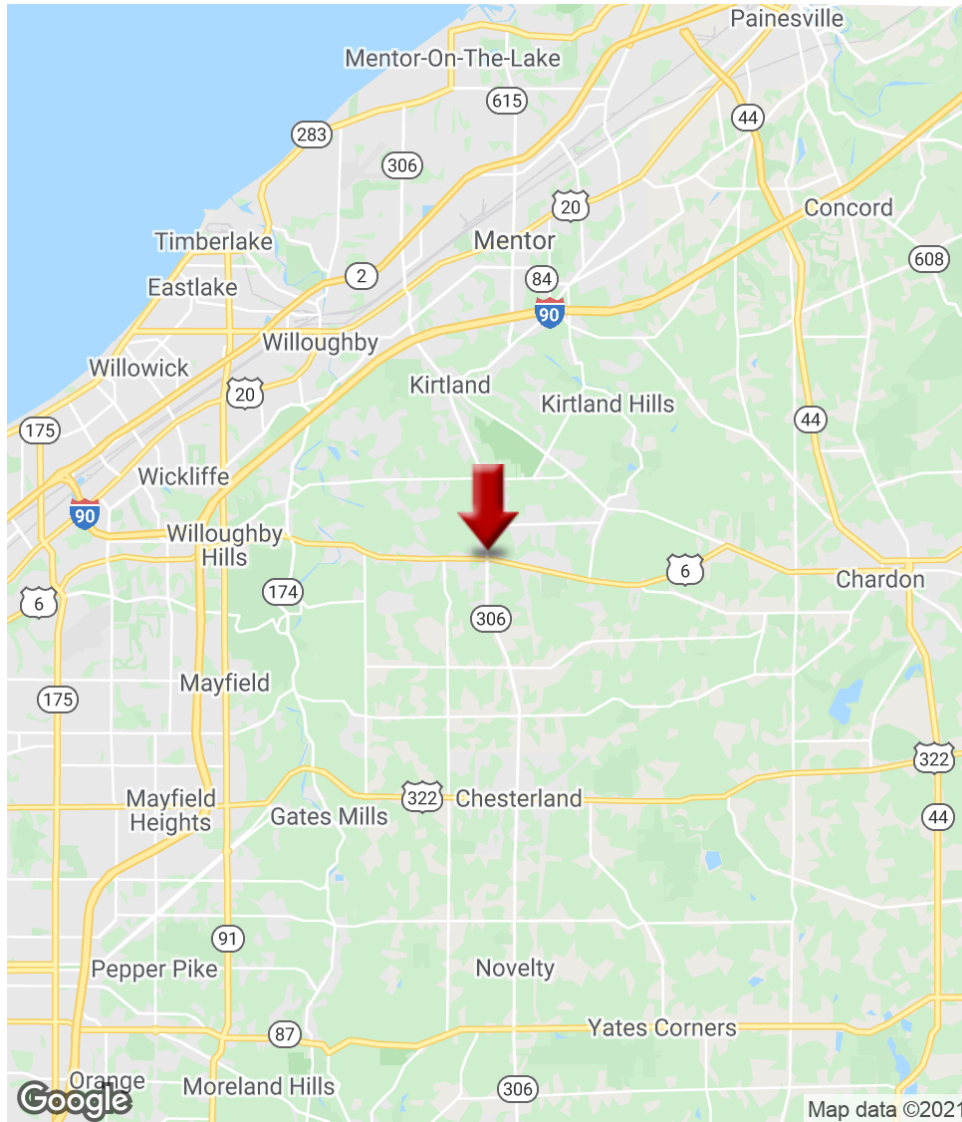 Painesville
Mentor-On-The-Lake
615
44
283
306
20
Concord
Timberlake
Mentor
608
2
84
Eastlake
90
Willoughby
Willowick
Kirtland
20
Kirtland Hills
44
175
Wickliffe
90
Willoughby
Hills
6
Chardon
174
6
306
Mayfield
175
322
Mayfield
Heights
322
Chesterland
Gates Mills
44
91
Pepper Pike
Novelty
87
Yates Corners
Orange
Moreland Hills
306
Google
Map data ©2021